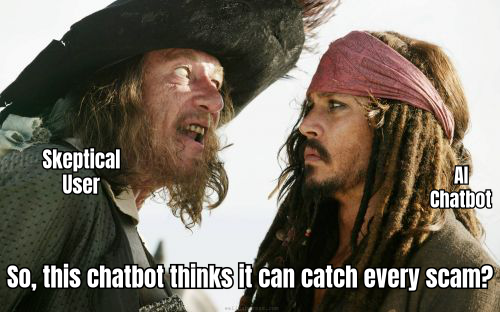 Skeptical
User
AI
Chatbot
So, this chatbot thinks it can catch every scam?